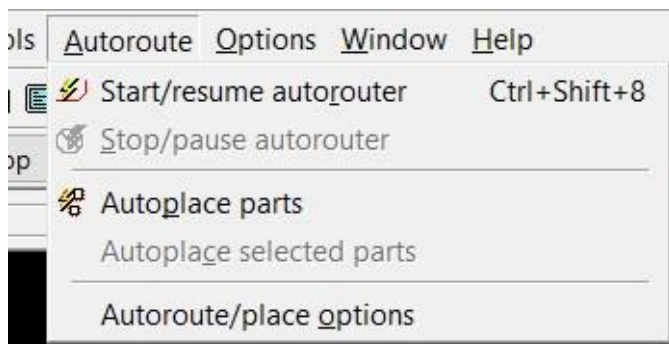 Autoroute Options Window Help
Start/resume autorouter Ctrl+Shift+8
Stop/pause autorouter
Autoplace parts
Autoplace selected parts
Autoroute/place options